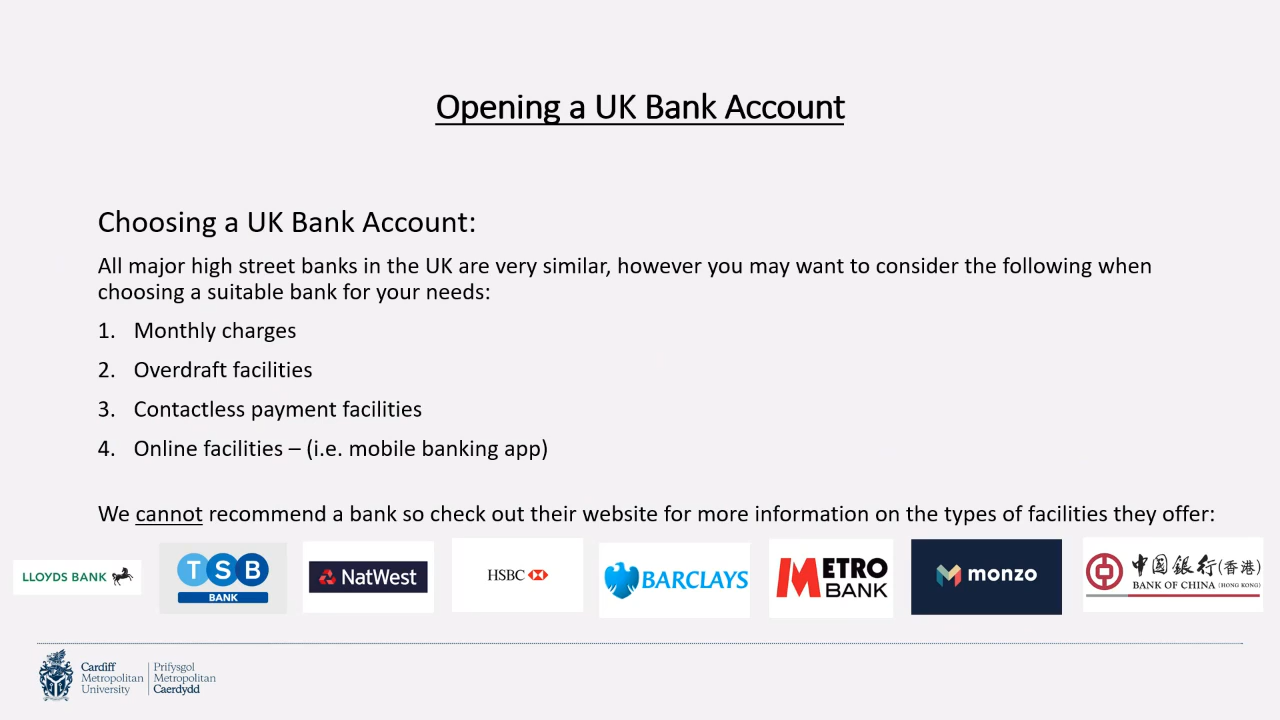 Opening a UK Bank Account
Choosing a UK Bank Account:
All major high street banks in the UK are very similar, however you may want to consider the following when
choosing a suitable bank for your needs:
1. Monthly charges
2. Overdraft facilities
3. Contactless payment facilities
4. Online facilities – (i.e. mobile banking app)
We cannot recommend a bank so check out their website for more information on the types of facilities they offer:
LLOYDS BANK
TSB
BANK
NatWest
HSBC
BARCLAYS
METRO
BANK
monzo
中國銀行(香港)
BANK OF CHINA (HONG KONG)
Cardiff
Metropolitan
University
Prifysgol
Metropolitan
Caerdydd